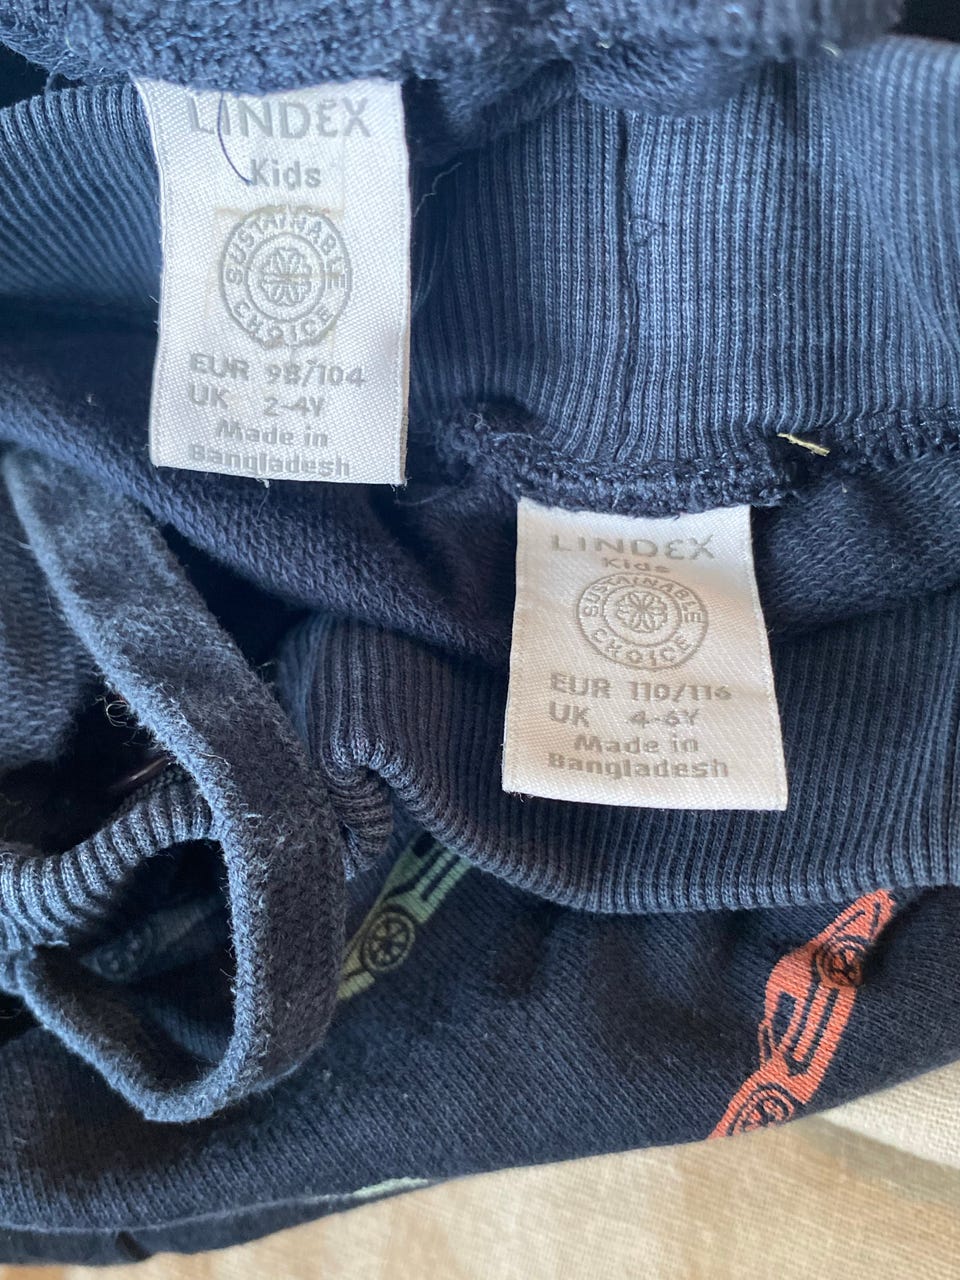 LINDEX
Kids
SUSTAINABLE
CHOICE
EUR 98/104
UK 2-4Y
Made in
Bangladesh
LINDEX
Kids
SUSTAINABLE
CHOICE
EUR 110/116
UK 4-6Y
Made in
Bangladesh